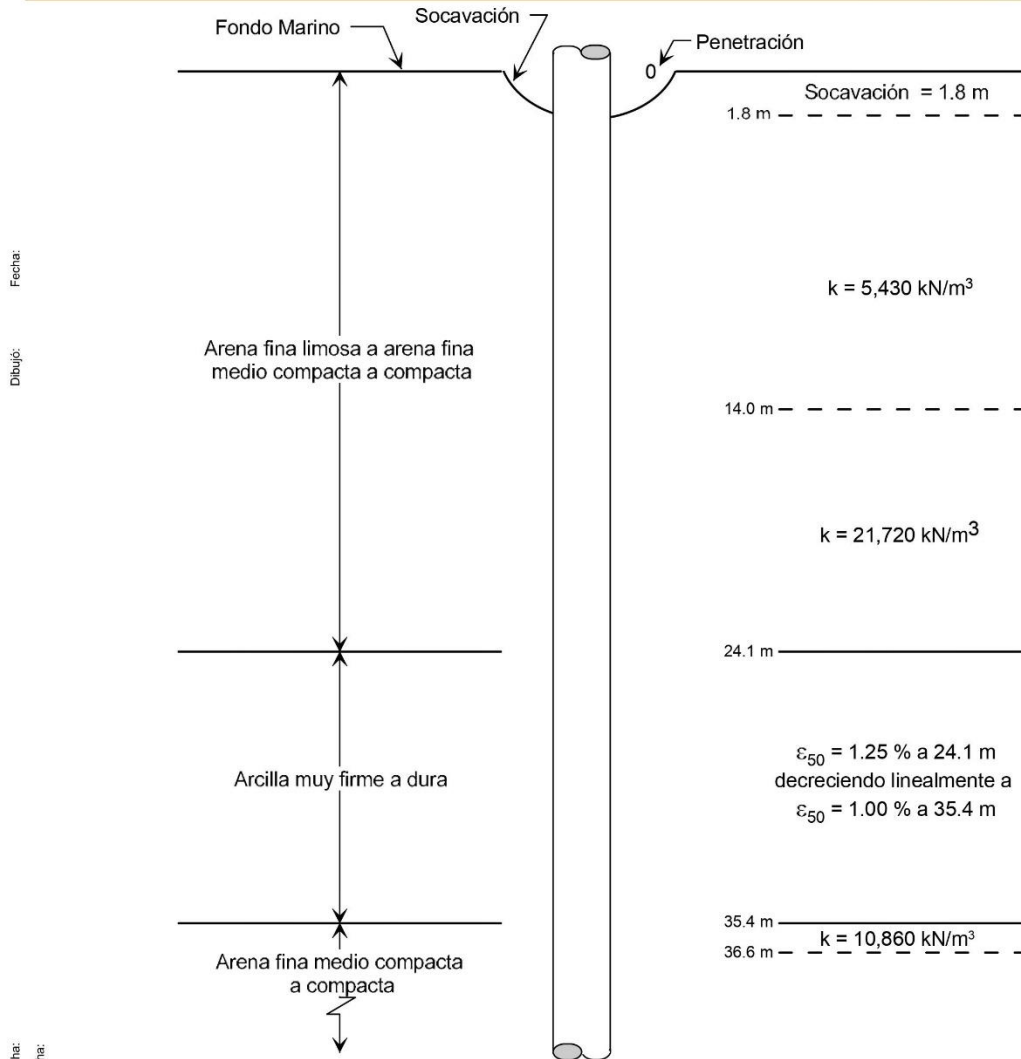 Fondo Marino
Socavación
0
Penetración
Socavación = 1.8 m
1.8 m
k = 5,430 kN/m³
Fecha:
Dibujó:
Arena fina limosa a arena fina
medio compacta a compacta
14.0 m
k = 21,720 kN/m³
24.1 m
Arcilla muy firme a dura
ε50 = 1.25 % a 24.1 m
decreciendo linealmente a
ε50 = 1.00 % a 35.4 m
35.4 m
k = 10,860 kN/m³
36.6 m
Arena fina medio compacta
a compacta
ha:
ha: